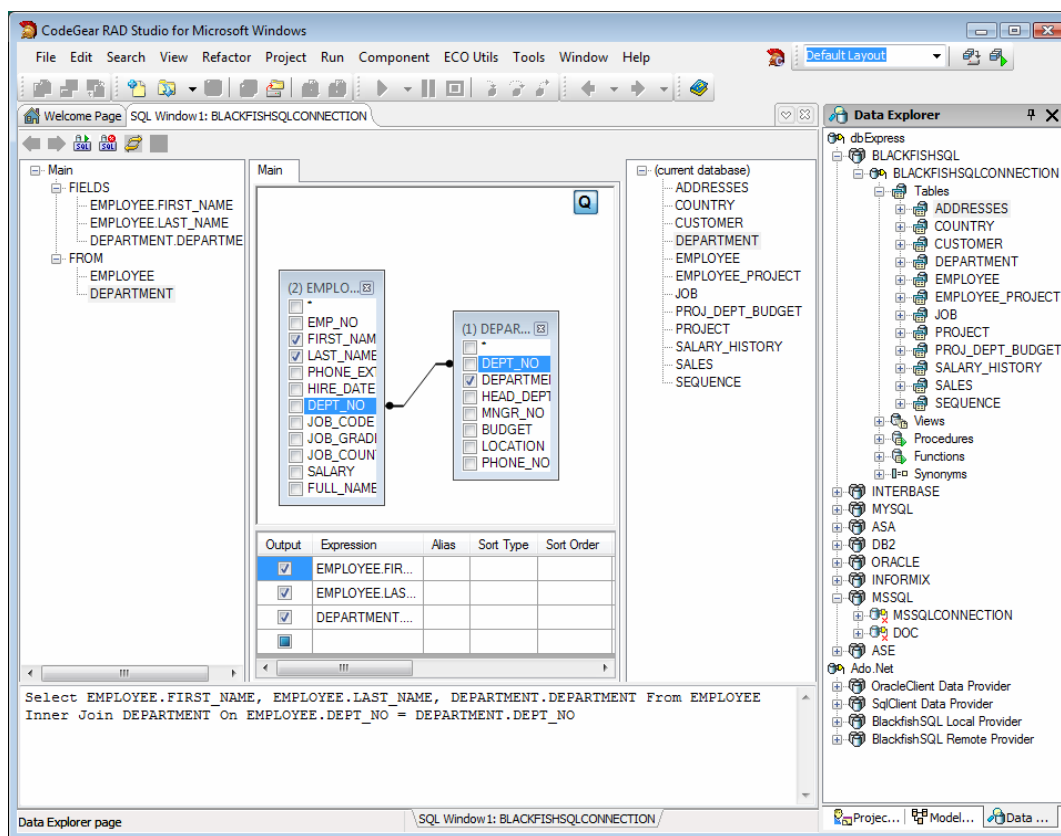 CodeGear RAD Studio for Microsoft Windows
File Edit Search View Refactor Project Run Component ECO Utils Tools Window Help
Default Layout
Welcome Page
SQL Window1: BLACKFISHSQLCONNECTION
Main
FIELDS
EMPLOYEE.FIRST_NAME
EMPLOYEE.LAST_NAME
DEPARTMENT.DEPARTME
FROM
EMPLOYEE
DEPARTMENT
Main
Q
(2) EMPLO...
*
EMP_NO
FIRST_NAM
LAST_NAME
PHONE_EXT
HIRE_DATE
DEPT_NO
JOB_CODE
JOB_GRADI
JOB_COUN
SALARY
FULL_NAME
(1) DEPAR...
*
DEPT_NO
DEPARTMEI
HEAD_DEPT
MNGR_NO
BUDGET
LOCATION
PHONE_NO
Output Expression Alias Sort Type Sort Order
EMPLOYEE.FIR...
EMPLOYEE.LAS...
DEPARTMENT....
(current database)
ADDRESSES
COUNTRY
CUSTOMER
DEPARTMENT
EMPLOYEE
EMPLOYEE_PROJECT
JOB
PROJ_DEPT_BUDGET
PROJECT
SALARY_HISTORY
SALES
SEQUENCE
Select EMPLOYEE.FIRST_NAME, EMPLOYEE.LAST_NAME, DEPARTMENT.DEPARTMENT From EMPLOYEE
Inner Join DEPARTMENT On EMPLOYEE.DEPT_NO = DEPARTMENT.DEPT_NO
Data Explorer
dbExpress
BLACKFISHSQL
BLACKFISHSQLCONNECTION
Tables
ADDRESSES
COUNTRY
CUSTOMER
DEPARTMENT
EMPLOYEE
EMPLOYEE_PROJECT
JOB
PROJECT
PROJ_DEPT_BUDGET
SALARY_HISTORY
SALES
SEQUENCE
Views
Procedures
Functions
Synonyms
INTERBASE
MYSQL
ASA
DB2
ORACLE
INFORMIX
MSSQL
MSSQLCONNECTION
DOC
ASE
Ado.Net
OracleClient Data Provider
SqlClient Data Provider
BlackfishSQL Local Provider
BlackfishSQL Remote Provider
Data Explorer page
SQL Window1: BLACKFISHSQLCONNECTION
Projec... Model... Data ...